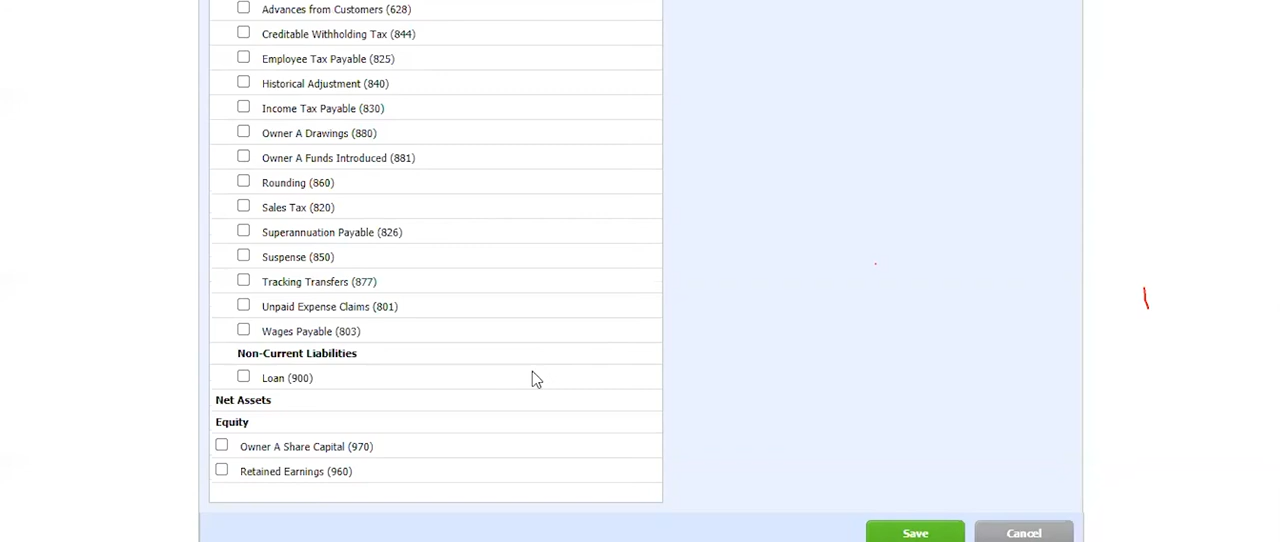 Advances from Customers (628)
Creditable Withholding Tax (844)
Employee Tax Payable (825)
Historical Adjustment (840)
Income Tax Payable (830)
Owner A Drawings (880)
Owner A Funds Introduced (881)
Rounding (860)
Sales Tax (820)
Superannuation Payable (826)
Suspense (850)
Tracking Transfers (877)
Unpaid Expense Claims (801)
Wages Payable (803)
Non-Current Liabilities
Loan (900)
Net Assets
Equity
Owner A Share Capital (970)
Retained Earnings (960)
Save Cancel